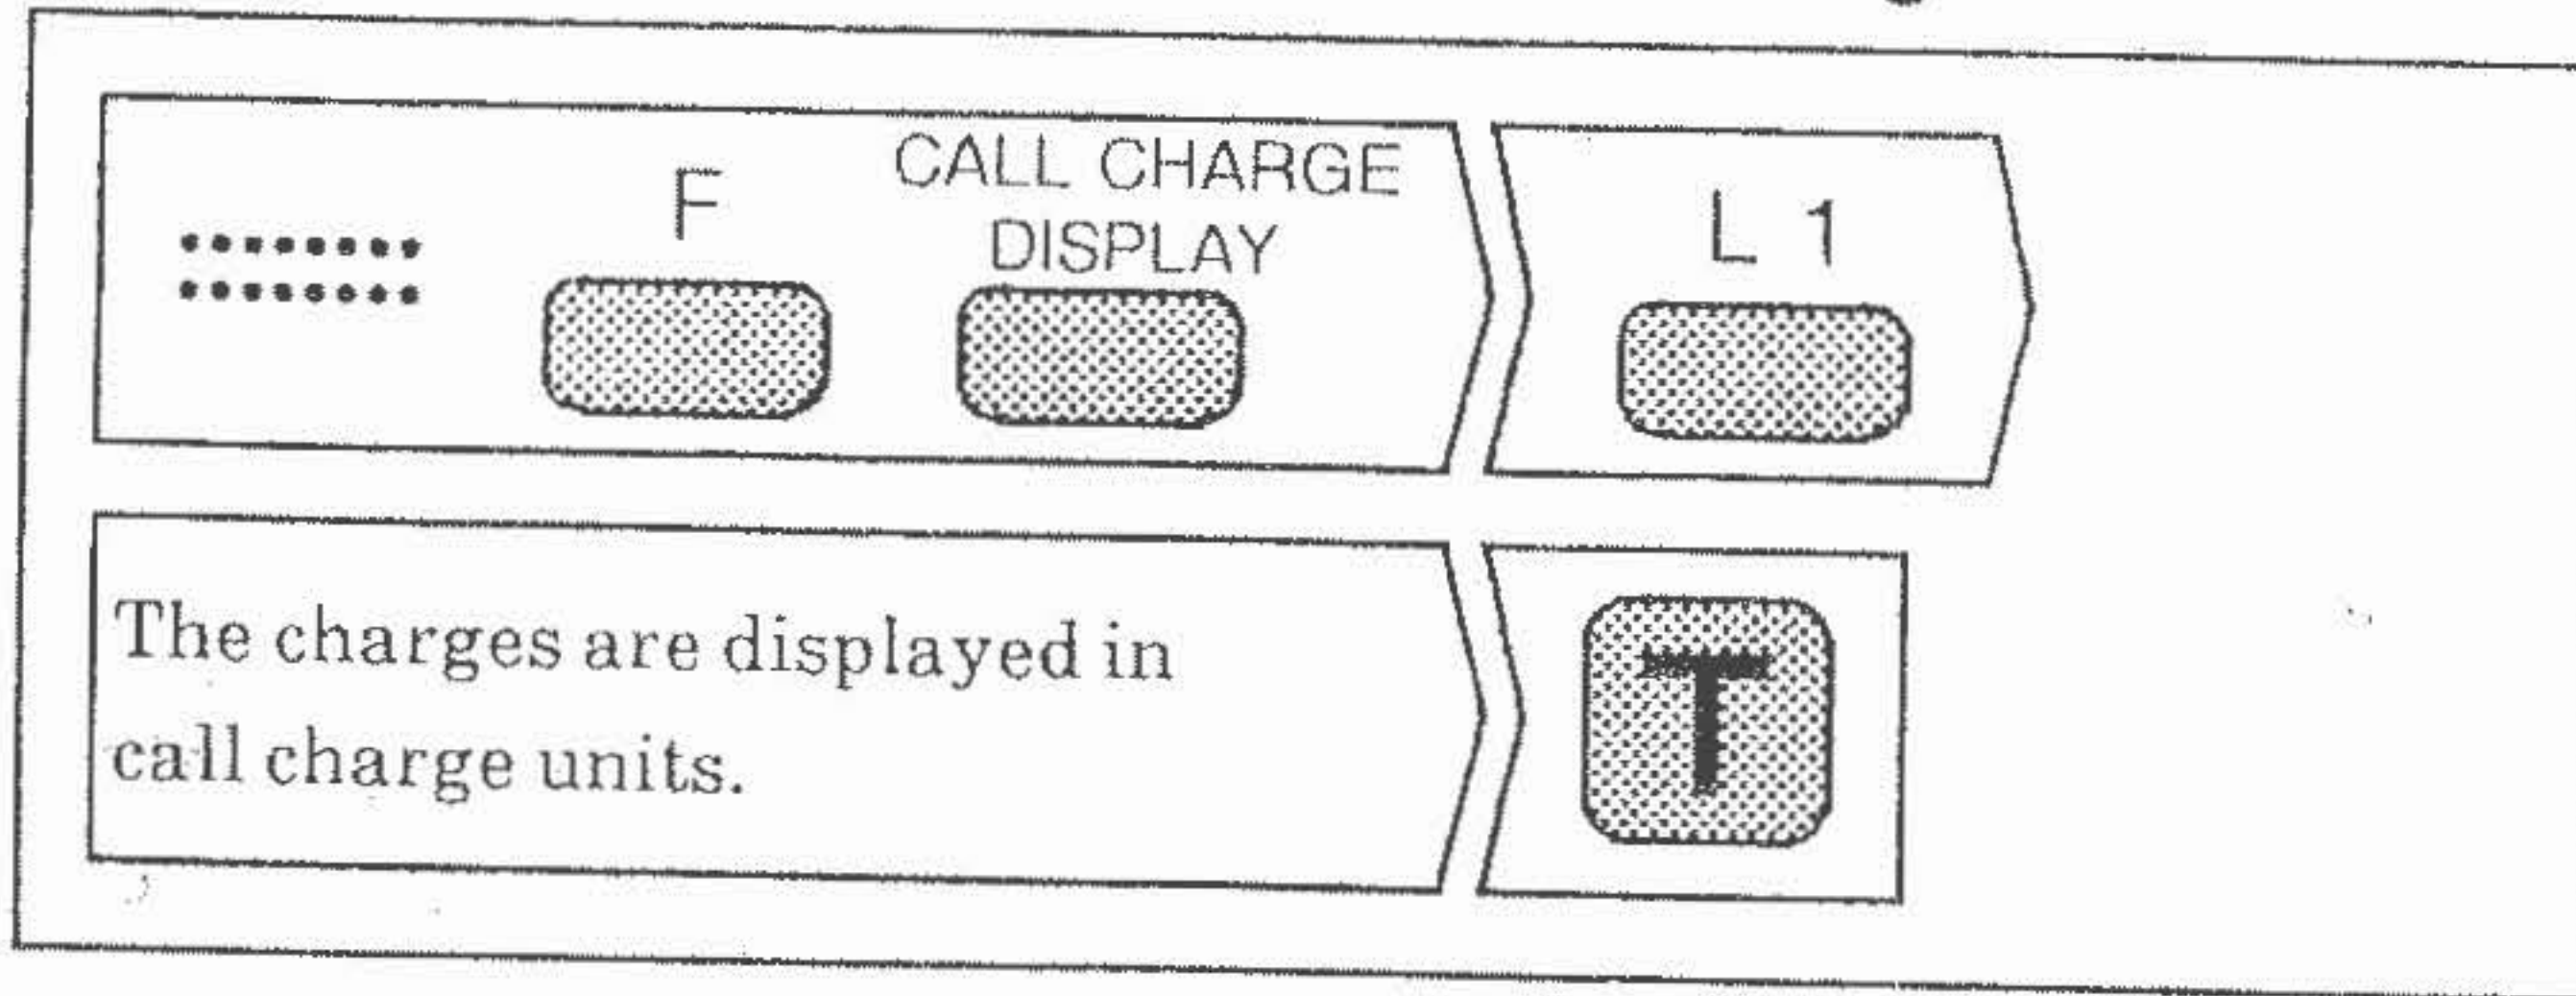 F
CALL CHARGE
DISPLAY
L 1
The charges are displayed in
call charge units.
T